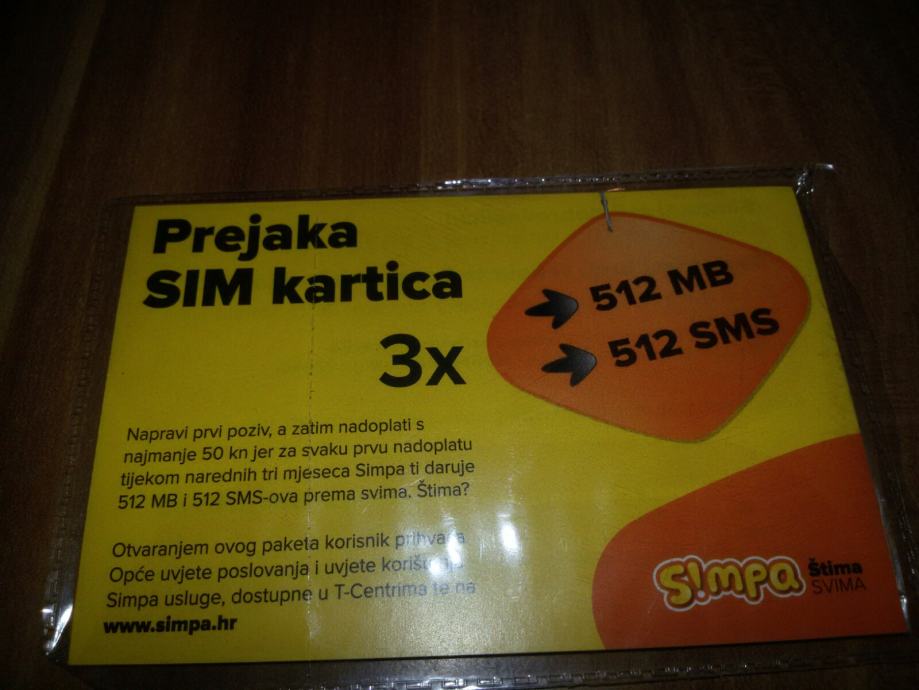 Prejaka
SIM kartica
3x
512 MB
512 SMS
Napravi prvi poziv, a zatim nadoplati s
najmanje 50 kn jer za svaku prvu nadoplatu
tijekom narednih tri mjeseca Simpa ti daruje
512 MB i 512 SMS-ova prema svima. Štima?
Otvaranjem ovog paketa korisnik prihvaća
Opće uvjete poslovanja i uvjete
Simpa usluge, dostupne u T-Centrima te na
www.simpa.hr
S!mpa
Štima
SVIMA